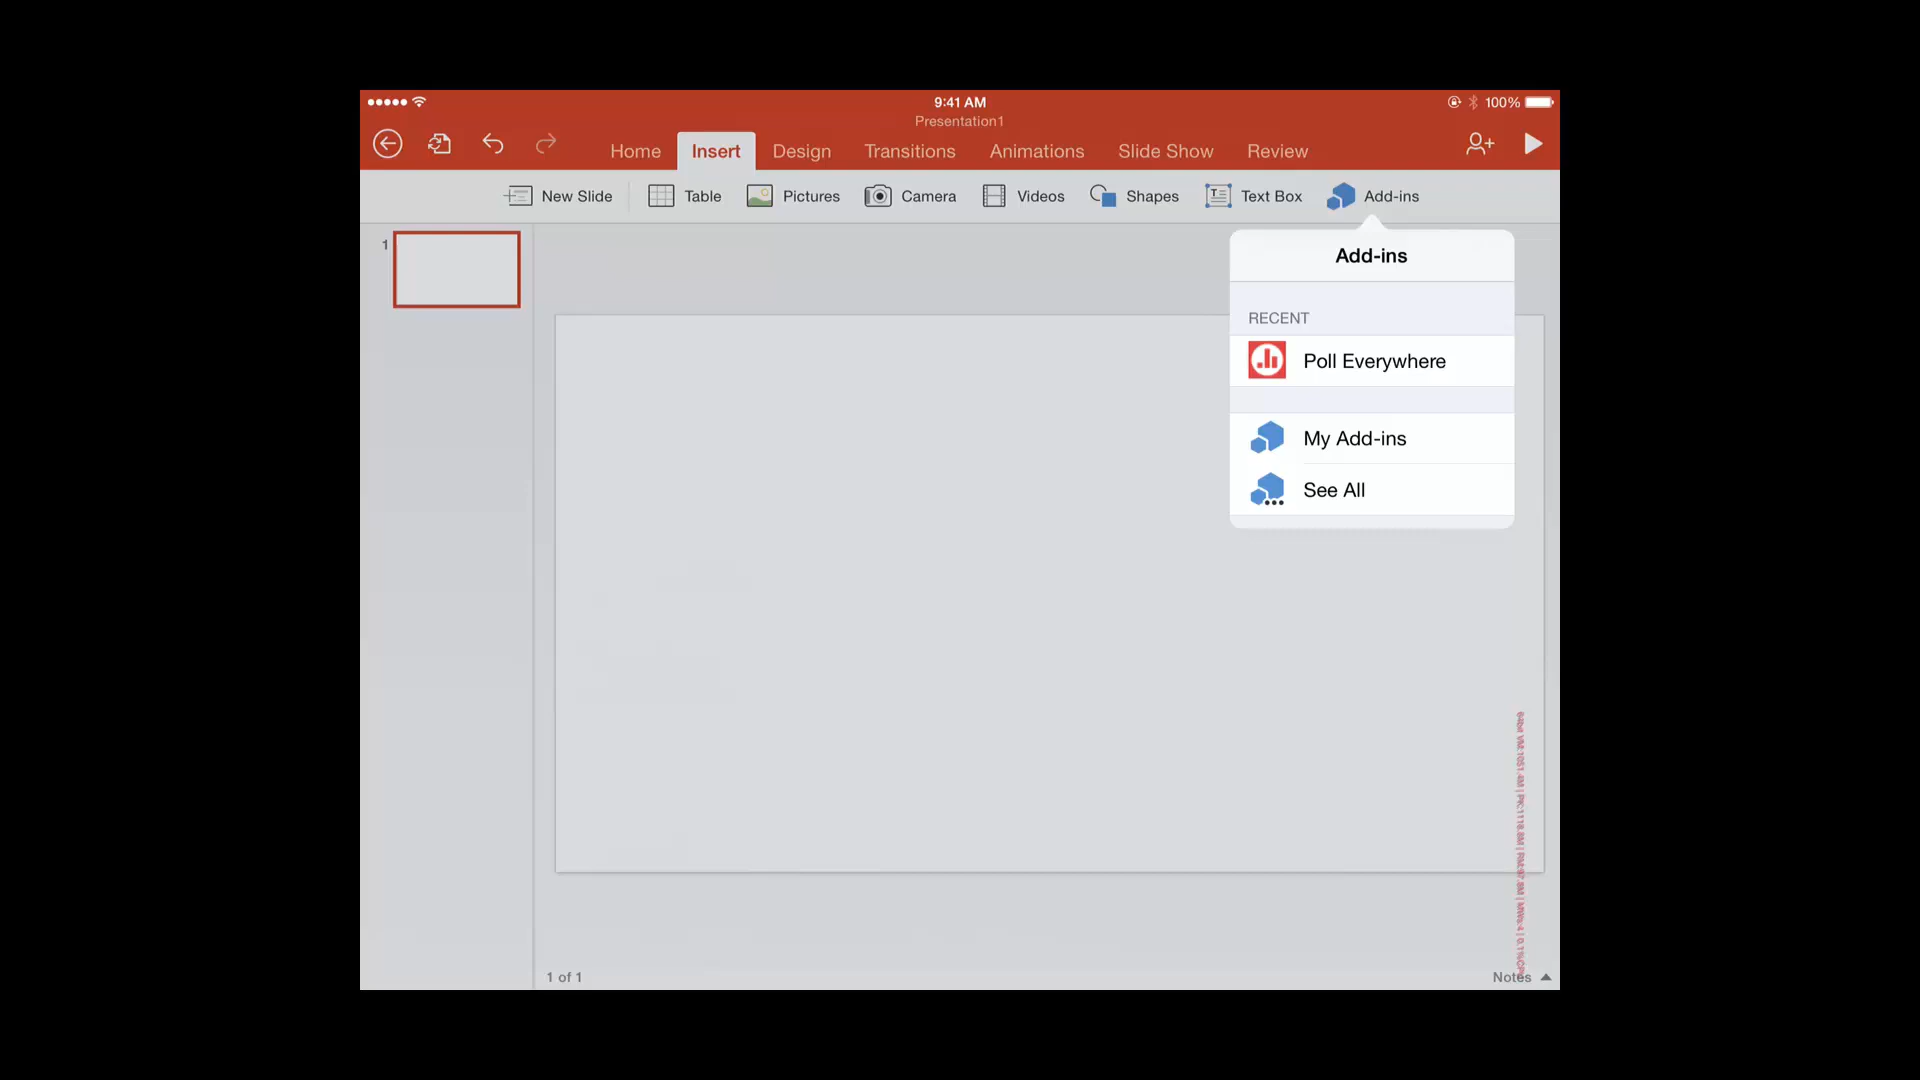 9:41 AM
100%
Presentation1
Home Insert Design Transitions Animations Slide Show Review
New Slide Table Pictures Camera Videos Shapes Text Box Add-ins
1
Add-ins
RECENT
Poll Everywhere
My Add-ins
See All
1 of 1
Notes